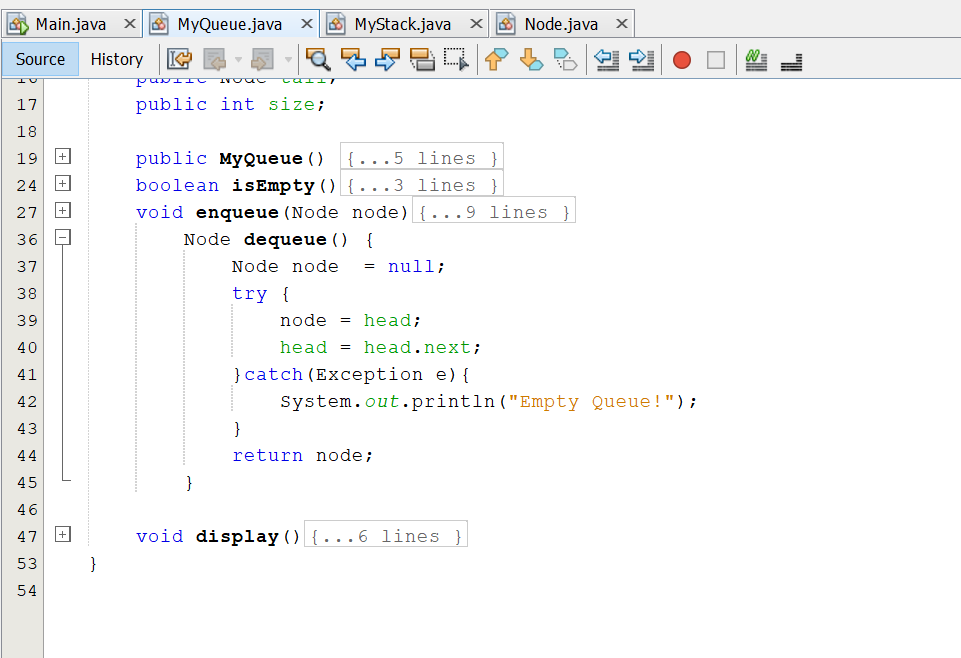 Main.java × MyQueue.java × MyStack.java × Node.java ×
Source History
16 public Node tail;
17 public int size;
18
19 public MyQueue() {...5 lines }
24 boolean isEmpty() {...3 lines }
27 void enqueue(Node node) {...9 lines }
36 Node dequeue() {
37 Node node  = null;
38 try {
39 node = head;
40 head = head.next;
41 }catch(Exception e){
42 System.out.println("Empty Queue!");
43 }
44 return node;
45 }
46
47 void display() {...6 lines }
53 }
54